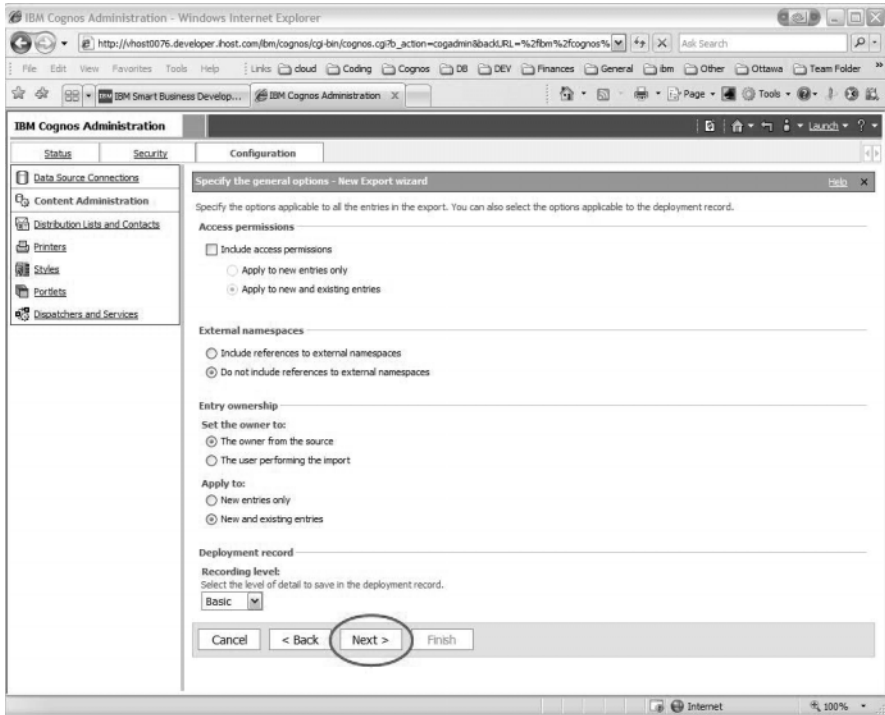 IBM Cognos Administration - Windows Internet Explorer
http://vhost0076.developer.ihost.com/ibm/cognos/cgi-bin/cognos.cgi?b_action=cogadmin&backURL=%2fibm%2fcognos%
Ask Search
File Edit View Favorites Tools Help Links cloud Coding Cognos DB DEV Finances General ibm Other Ottawa Team Folder »
IBM Smart Business Develop... IBM Cognos Administration X Page Tools
IBM Cognos Administration Launch ?
Status Security Configuration
Data Source Connections
Content Administration
Distribution Lists and Contacts
Printers
Styles
Portlets
Dispatchers and Services
Specify the general options - New Export wizard Help X
Specify the options applicable to all the entries in the export. You can also select the options applicable to the deployment record.
Access permissions
Include access permissions
Apply to new entries only
Apply to new and existing entries
External namespaces
Include references to external namespaces
Do not include references to external namespaces
Entry ownership
Set the owner to:
The owner from the source
The user performing the import
Apply to:
New entries only
New and existing entries
Deployment record
Recording level:
Select the level of detail to save in the deployment record.
Basic
Cancel < Back Next > Finish
Internet 100%